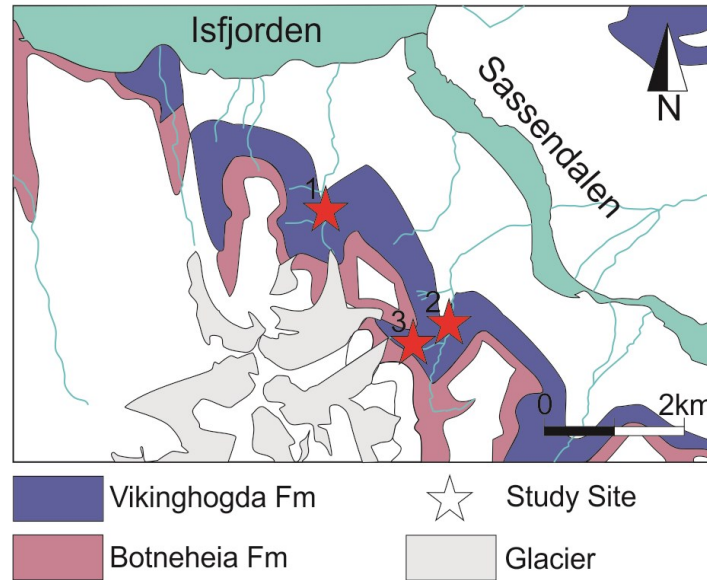 Isfjorden
Sassendalen
N
1
2
3
0 2km
Vikinghogda Fm
Study Site
Botneheia Fm
Glacier